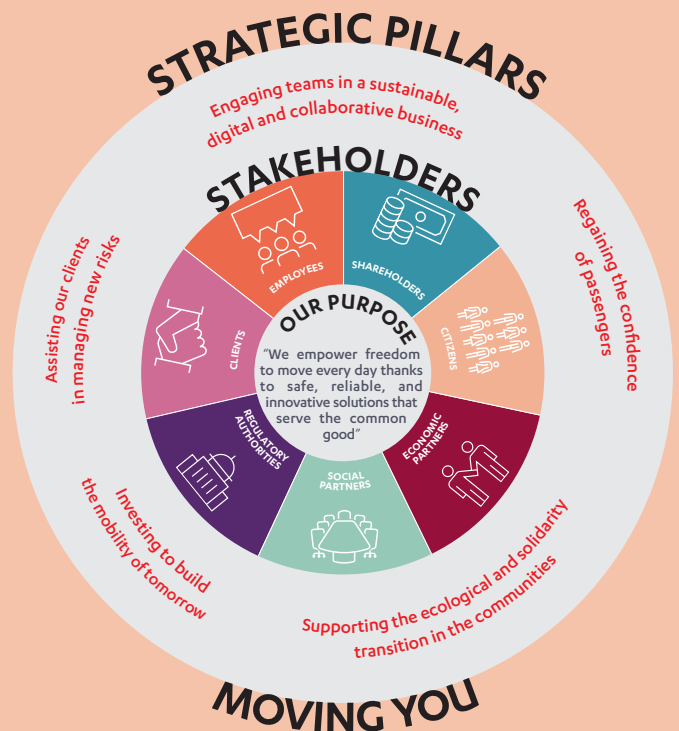 STRATEGIC PILLARS
Engaging teams in a sustainable,
digital and collaborative business
Regaining the confidence
of passengers
Supporting the ecological and solidarity
transition in the communities
Investing to build
the mobility of tomorrow
Assisting our clients
in managing new risks
STAKEHOLDERS
EMPLOYEES
SHAREHOLDERS
CITIZENS
ECONOMIC
PARTNERS
SOCIAL
PARTNERS
REGULATORY
AUTHORITIES
CLIENTS
OUR PURPOSE
"We empower freedom
to move every day thanks
to safe, reliable, and
innovative solutions that
serve the common
good"
MOVING YOU